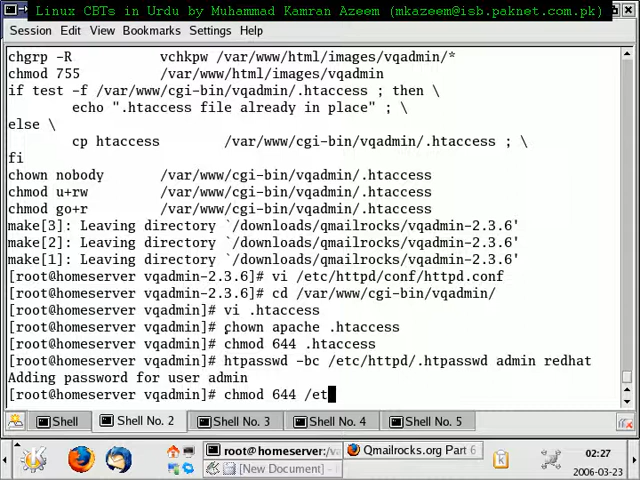 Linux CBTs in Urdu by Muhammad Kamran Azeem (mkazeem@isb.paknet.com.pk)
Session Edit View Bookmarks Settings Help
chgrp -R vchkpw /var/www/html/images/vqadmin/*
chmod 755 /var/www/html/images/vqadmin
if test -f /var/www/cgi-bin/vqadmin/.htaccess ; then \
echo ".htaccess file already in place" ; \
else \
cp htaccess /var/www/cgi-bin/vqadmin/.htaccess ; \
fi
chown nobody /var/www/cgi-bin/vqadmin/.htaccess
chmod u+rw /var/www/cgi-bin/vqadmin/.htaccess
chmod go+r /var/www/cgi-bin/vqadmin/.htaccess
make[3]: Leaving directory `/downloads/qmailrocks/vqadmin-2.3.6'
make[2]: Leaving directory `/downloads/qmailrocks/vqadmin-2.3.6'
make[1]: Leaving directory `/downloads/qmailrocks/vqadmin-2.3.6'
[root@homeserver vqadmin-2.3.6]# vi /etc/httpd/conf/httpd.conf
[root@homeserver vqadmin-2.3.6]# cd /var/www/cgi-bin/vqadmin/
[root@homeserver vqadmin]# vi .htaccess
[root@homeserver vqadmin]# chown apache .htaccess
[root@homeserver vqadmin]# chmod 644 .htaccess
[root@homeserver vqadmin]# htpasswd -bc /etc/httpd/.htpasswd admin redhat
Adding password for user admin
[root@homeserver vqadmin]# chmod 644 /et
Shell Shell No. 2 Shell No. 3 Shell No. 4 Shell No. 5
root@homeserver:/va Qmailrocks.org Part 6
[New Document]
02:27
2006-03-23